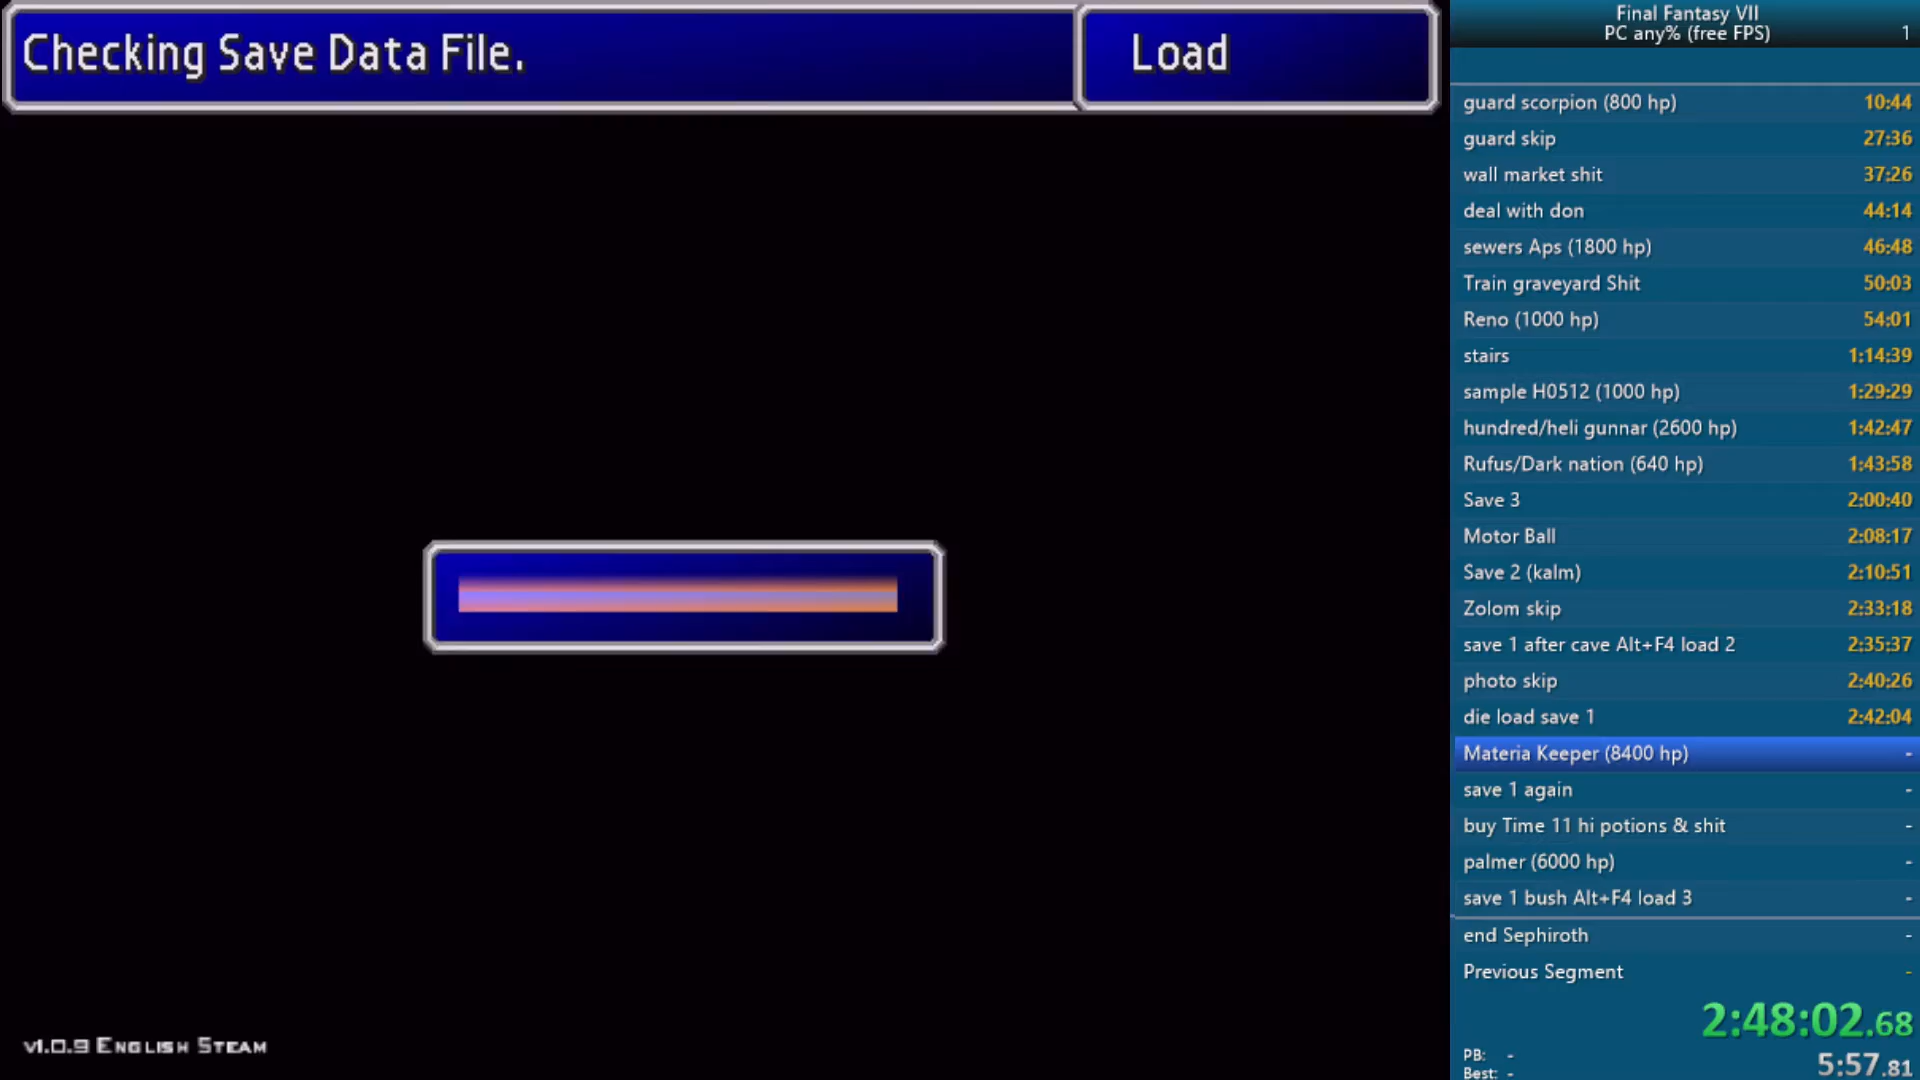 Checking Save Data File.
Load
v1.0.9 English Steam
Final Fantasy VII
PC any% (free FPS) 1
guard scorpion (800 hp) 10:44
guard skip 27:36
wall market shit 37:26
deal with don 44:14
sewers Aps (1800 hp) 46:48
Train graveyard Shit 50:03
Reno (1000 hp) 54:01
stairs 1:14:39
sample H0512 (1000 hp) 1:29:29
hundred/heli gunnar (2600 hp) 1:42:47
Rufus/Dark nation (640 hp) 1:43:58
Save 3 2:00:40
Motor Ball 2:08:17
Save 2 (kalm) 2:10:51
Zolom skip 2:33:18
save 1 after cave Alt+F4 load 2 2:35:37
photo skip 2:40:26
die load save 1 2:42:04
Materia Keeper (8400 hp) -
save 1 again -
buy Time 11 hi potions & shit -
palmer (6000 hp) -
save 1 bush Alt+F4 load 3 -
end Sephiroth -
Previous Segment -
2:48:02.68
PB: -
Best: -
5:57.81